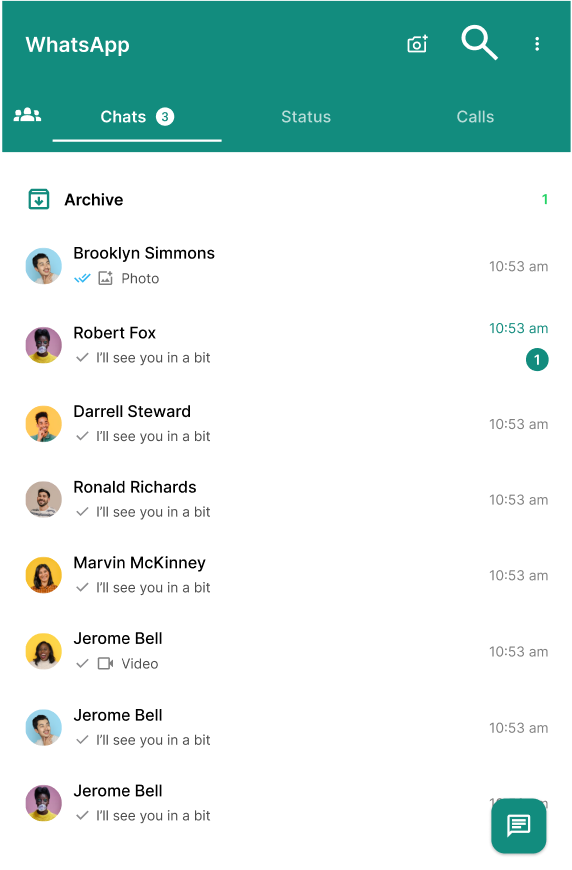 WhatsApp
Chats 3 Status Calls
Archive 1
Brooklyn Simmons
Photo
10:53 am
Robert Fox
I'll see you in a bit
10:53 am
1
Darrell Steward
I'll see you in a bit
10:53 am
Ronald Richards
I'll see you in a bit
10:53 am
Marvin McKinney
I'll see you in a bit
10:53 am
Jerome Bell
Video
10:53 am
Jerome Bell
I'll see you in a bit
10:53 am
Jerome Bell
I'll see you in a bit